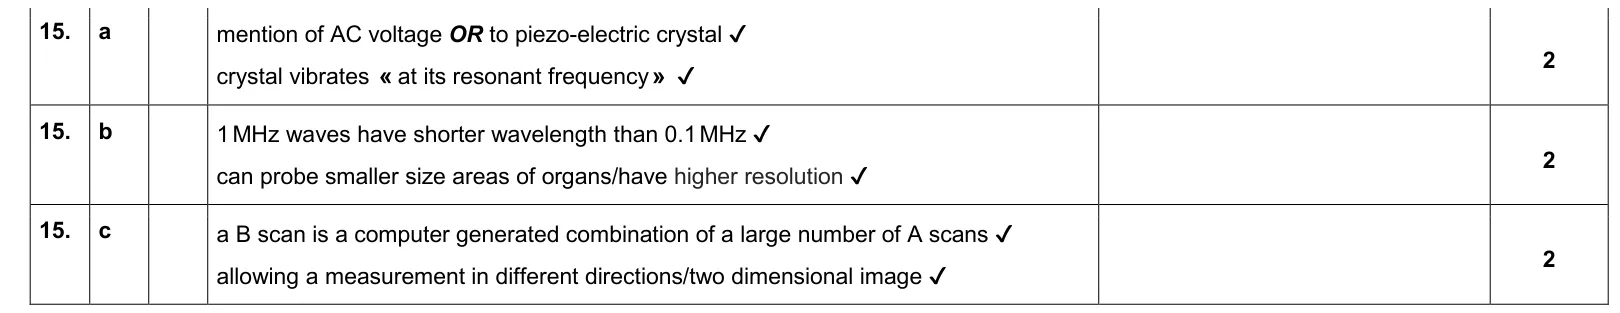 15. a mention of AC voltage OR to piezo-electric crystal ✓
crystal vibrates « at its resonant frequency » ✓
2
15. b 1 MHz waves have shorter wavelength than 0.1 MHz ✓
can probe smaller size areas of organs/have higher resolution ✓
2
15. c a B scan is a computer generated combination of a large number of A scans ✓
allowing a measurement in different directions/two dimensional image ✓
2